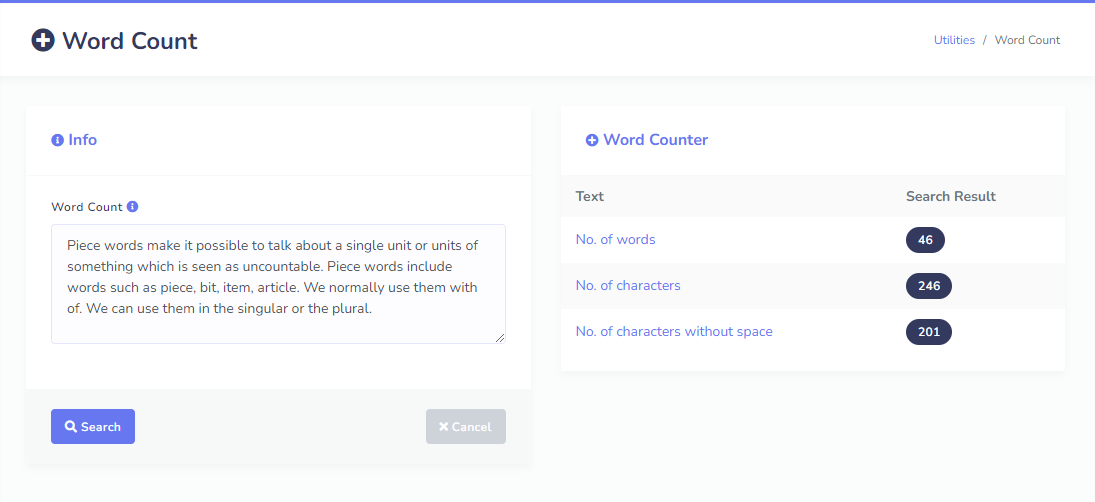 Word Count
Utilities / Word Count
Info
Word Count
Piece words make it possible to talk about a single unit or units of
something which is seen as uncountable. Piece words include
words such as piece, bit, item, article. We normally use them with
of. We can use them in the singular or the plural.
Search
Cancel
Word Counter
Text Search Result
No. of words 46
No. of characters 246
No. of characters without space 201